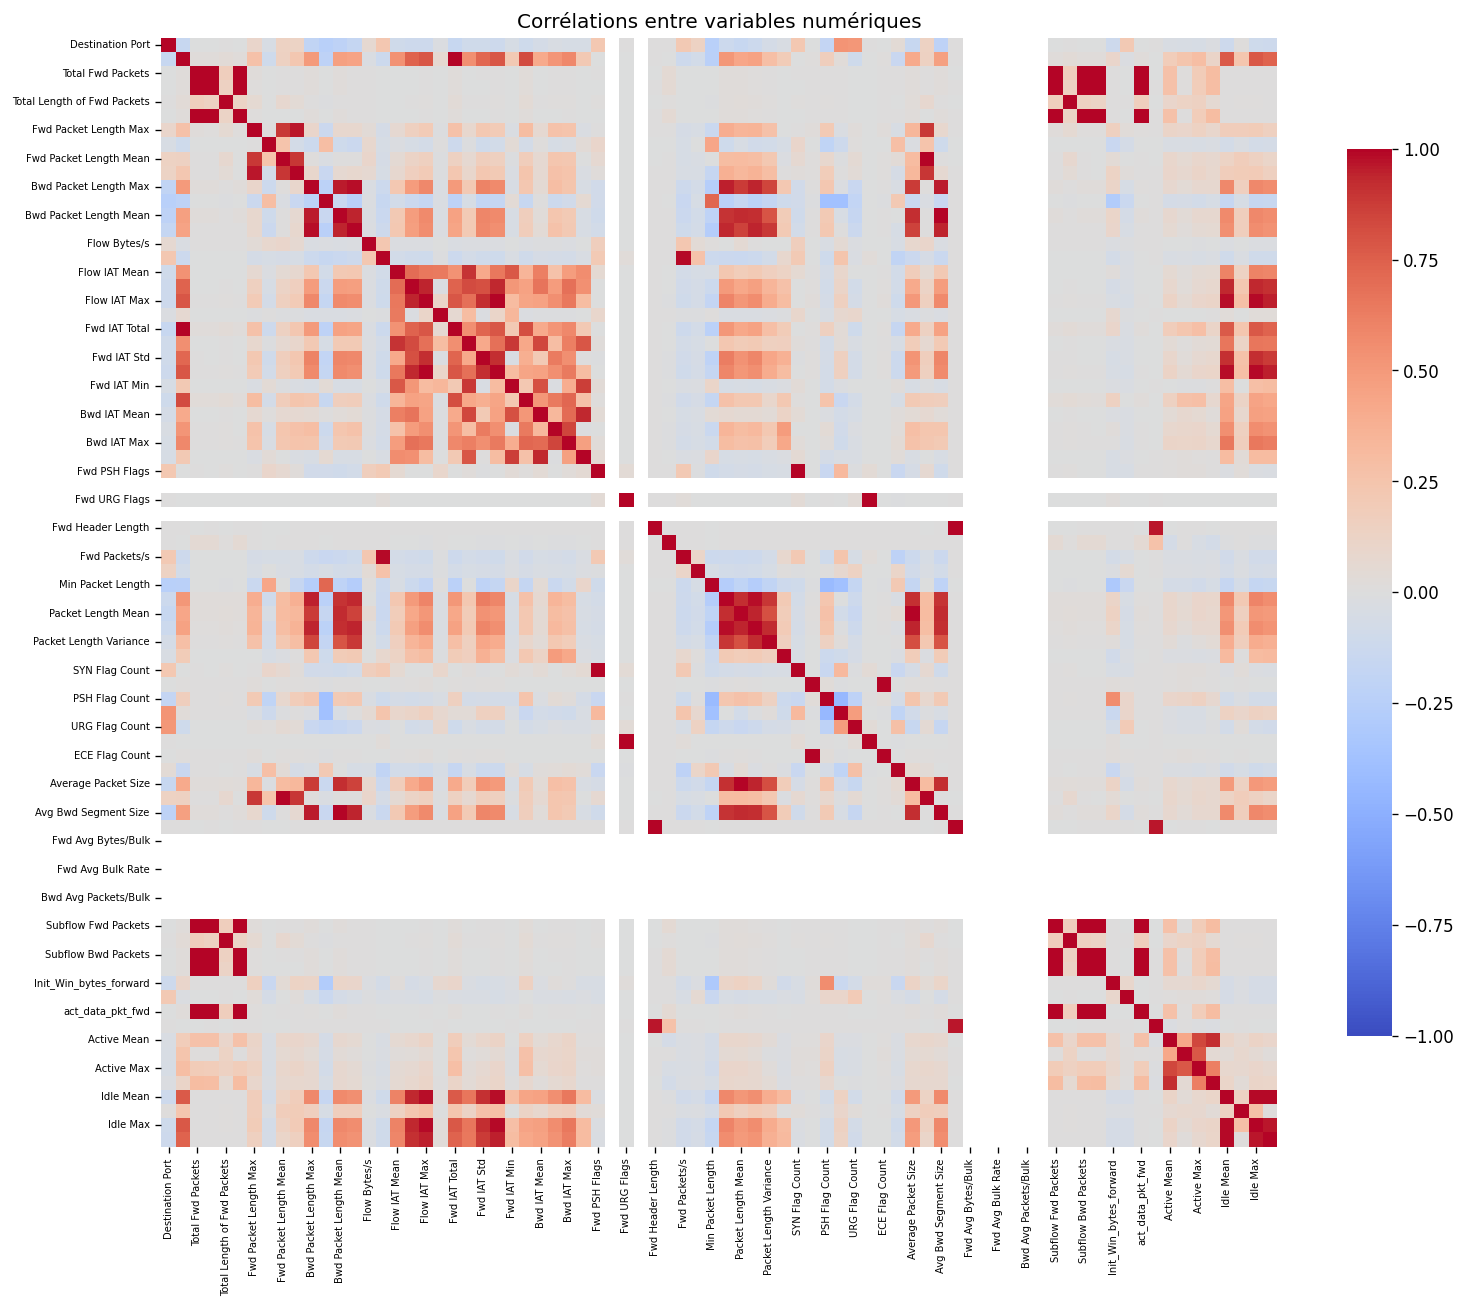 Corrélations entre variables numériques
Destination Port
Total Fwd Packets
Total Length of Fwd Packets
Fwd Packet Length Max
Fwd Packet Length Mean
Bwd Packet Length Max
Bwd Packet Length Mean
Flow Bytes/s
Flow IAT Mean
Flow IAT Max
Fwd IAT Total
Fwd IAT Std
Fwd IAT Min
Bwd IAT Mean
Bwd IAT Max
Fwd PSH Flags
Fwd URG Flags
Fwd Header Length
Fwd Packets/s
Min Packet Length
Packet Length Mean
Packet Length Variance
SYN Flag Count
PSH Flag Count
URG Flag Count
ECE Flag Count
Average Packet Size
Avg Bwd Segment Size
Fwd Avg Bytes/Bulk
Fwd Avg Bulk Rate
Bwd Avg Packets/Bulk
Subflow Fwd Packets
Subflow Bwd Packets
Init_Win_bytes_forward
act_data_pkt_fwd
Active Mean
Active Max
Idle Mean
Idle Max
Destination Port
Total Fwd Packets
Total Length of Fwd Packets
Fwd Packet Length Max
Fwd Packet Length Mean
Bwd Packet Length Max
Bwd Packet Length Mean
Flow Bytes/s
Flow IAT Mean
Flow IAT Max
Fwd IAT Total
Fwd IAT Std
Fwd IAT Min
Bwd IAT Mean
Bwd IAT Max
Fwd PSH Flags
Fwd URG Flags
Fwd Header Length
Fwd Packets/s
Min Packet Length
Packet Length Mean
Packet Length Variance
SYN Flag Count
PSH Flag Count
URG Flag Count
ECE Flag Count
Average Packet Size
Avg Bwd Segment Size
Fwd Avg Bytes/Bulk
Fwd Avg Bulk Rate
Bwd Avg Packets/Bulk
Subflow Fwd Packets
Subflow Bwd Packets
Init_Win_bytes_forward
act_data_pkt_fwd
Active Mean
Active Max
Idle Mean
Idle Max
1.00
0.75
0.50
0.25
0.00
−0.25
−0.50
−0.75
−1.00